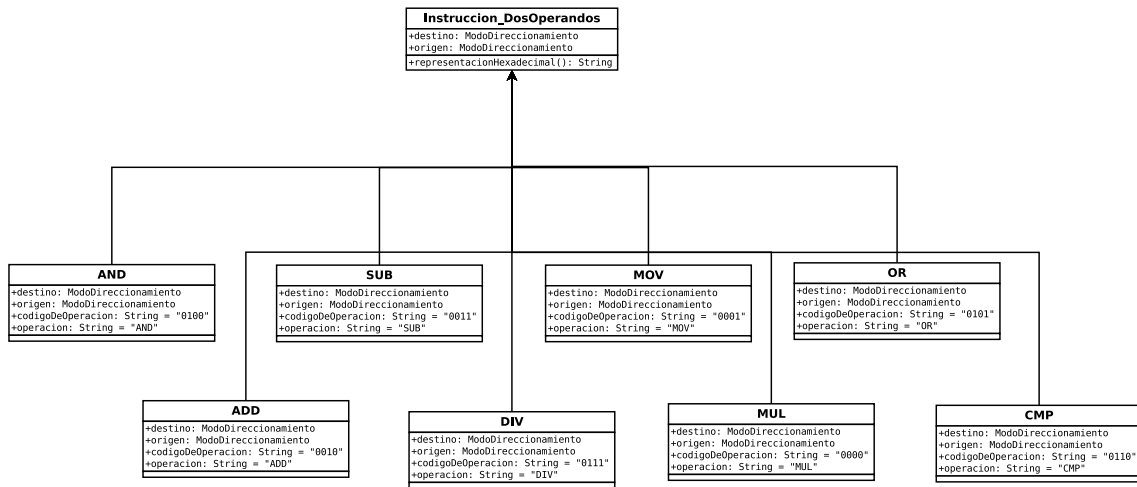 Instruccion_DosOperandos
+destino: ModoDireccionamiento
+origen: ModoDireccionamiento
+representacionHexadecimal(): String
AND
+destino: ModoDireccionamiento
+origen: ModoDireccionamiento
+codigoDeOperacion: String = "0100"
+operacion: String = "AND"
SUB
+destino: ModoDireccionamiento
+origen: ModoDireccionamiento
+codigoDeOperacion: String = "0011"
+operacion: String = "SUB"
MOV
+destino: ModoDireccionamiento
+origen: ModoDireccionamiento
+codigoDeOperacion: String = "0001"
+operacion: String = "MOV"
OR
+destino: ModoDireccionamiento
+origen: ModoDireccionamiento
+codigoDeOperacion: String = "0101"
+operacion: String = "OR"
ADD
+destino: ModoDireccionamiento
+origen: ModoDireccionamiento
+codigoDeOperacion: String = "0010"
+operacion: String = "ADD"
DIV
+destino: ModoDireccionamiento
+origen: ModoDireccionamiento
+codigoDeOperacion: String = "0111"
+operacion: String = "DIV"
MUL
+destino: ModoDireccionamiento
+origen: ModoDireccionamiento
+codigoDeOperacion: String = "0000"
+operacion: String = "MUL"
CMP
+destino: ModoDireccionamiento
+origen: ModoDireccionamiento
+codigoDeOperacion: String = "0110"
+operacion: String = "CMP"